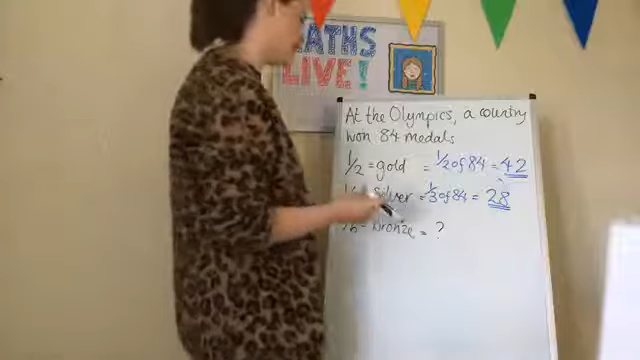 MATHS
LIVE!
At the Olympics, a country
won 84 medals
1/2 = gold = 1/2 of 84 = 42
Silver = 1/3 of 84 = 28
bronze = ?